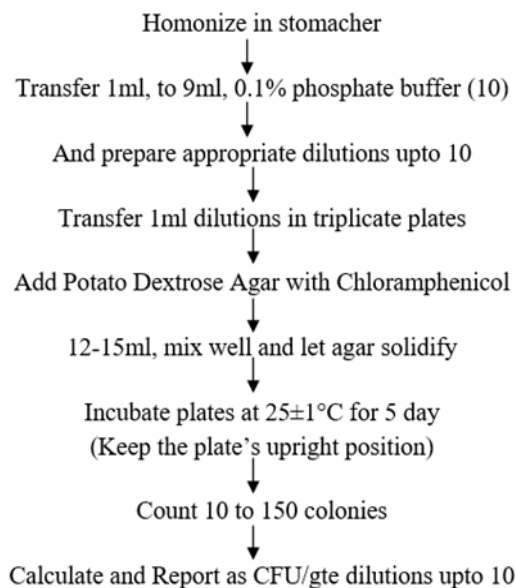 Homonize in stomacher
Transfer 1ml, to 9ml, 0.1% phosphate buffer (10)
And prepare appropriate dilutions upto 10
Transfer 1ml dilutions in triplicate plates
Add Potato Dextrose Agar with Chloramphenicol
12-15ml, mix well and let agar solidify
Incubate plates at 25±1°C for 5 day
(Keep the plate’s upright position)
Count 10 to 150 colonies
Calculate and Report as CFU/gte dilutions upto 10